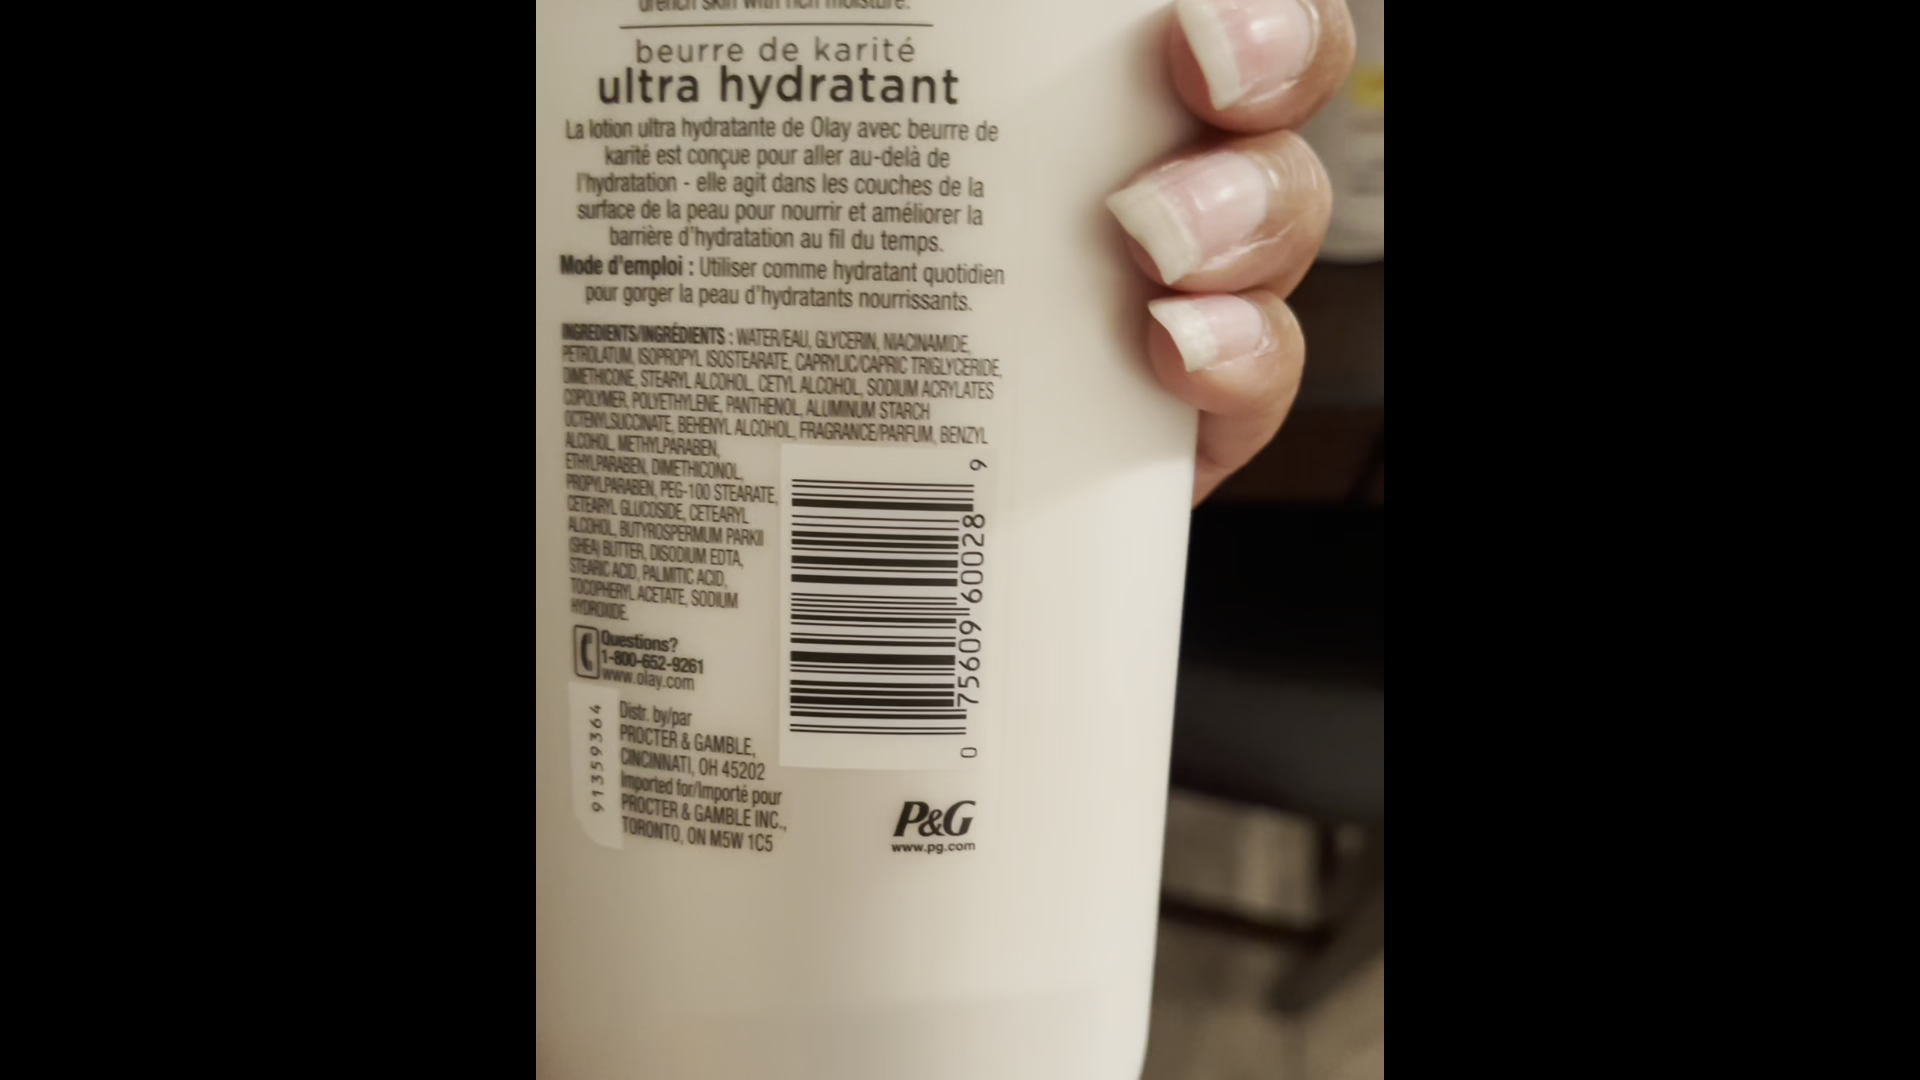 drench skin with rich moisture.
beurre de karité
ultra hydratant
La lotion ultra hydratante de Olay avec beurre de
karité est conçue pour aller au-delà de
l'hydratation - elle agit dans les couches de la
surface de la peau pour nourrir et améliorer la
barrière d'hydratation au fil du temps.
Mode d'emploi : Utiliser comme hydratant quotidien
pour gorger la peau d'hydratants nourrissants.
INGREDIENTS/INGRÉDIENTS : WATER/EAU, GLYCERIN, NIACINAMIDE,
PETROLATUM, ISOPROPYL ISOSTEARATE, CAPRYLIC/CAPRIC TRIGLYCERIDE,
DIMETHICONE, STEARYL ALCOHOL, CETYL ALCOHOL, SODIUM ACRYLATES
COPOLYMER, POLYETHYLENE, PANTHENOL, ALUMINUM STARCH
OCTENYLSUCCINATE, BEHENYL ALCOHOL, FRAGRANCE/PARFUM, BENZYL
ALCOHOL, METHYLPARABEN,
ETHYLPARABEN, DIMETHICONOL,
PROPYLPARABEN, PEG-100 STEARATE,
CETEARYL GLUCOSIDE, CETEARYL
ALCOHOL, BUTYROSPERMUM PARKII
(SHEA) BUTTER, DISODIUM EDTA,
STEARIC ACID, PALMITIC ACID,
TOCOPHERYL ACETATE, SODIUM
HYDROXIDE.
0 75609 60028 9
Questions?
1-800-652-9261
www.olay.com
91359364
Distr. by/par
PROCTER & GAMBLE,
CINCINNATI, OH 45202
Imported for/Importé pour
PROCTER & GAMBLE INC.,
TORONTO, ON M5W 1C5
P&G
www.pg.com